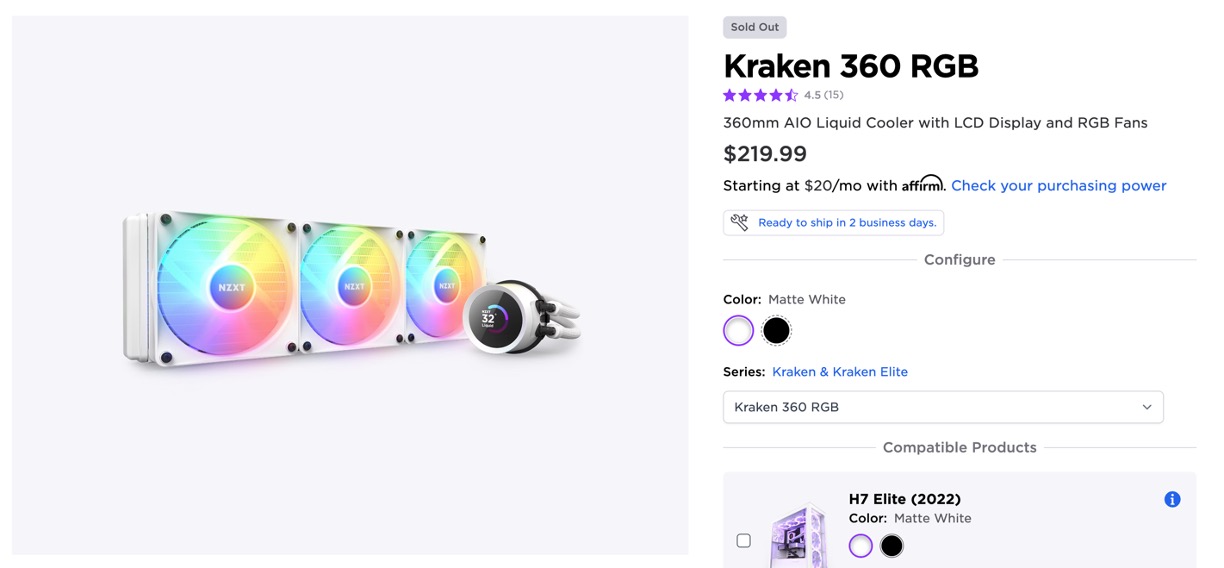 Sold Out
Kraken 360 RGB
4.5 (15)
360mm AIO Liquid Cooler with LCD Display and RGB Fans
$219.99
Starting at $20/mo with affirm. Check your purchasing power
Ready to ship in 2 business days.
Configure
Color: Matte White
Series: Kraken & Kraken Elite
Kraken 360 RGB
Compatible Products
H7 Elite (2022)
Color: Matte White
NZXT
NZXT
NZXT
NZXT
32°
Liquid